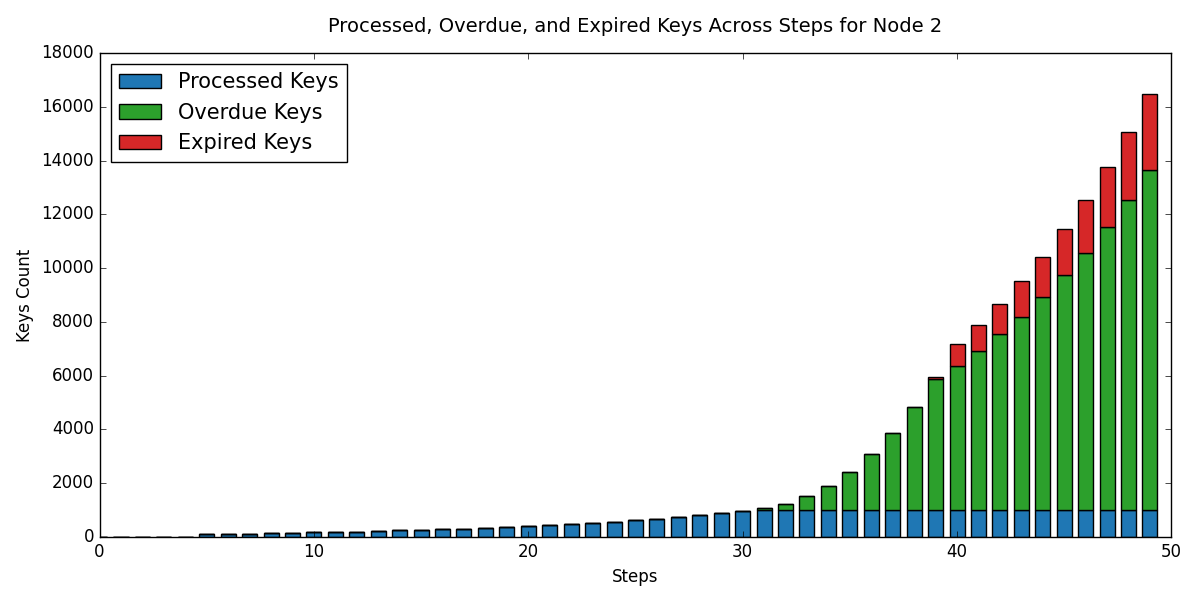 Processed, Overdue, and Expired Keys Across Steps for Node 2
18000
16000
14000
12000
10000
8000
6000
4000
2000
0
Keys Count
Processed Keys
Overdue Keys
Expired Keys
0 10 20 30 40 50
Steps